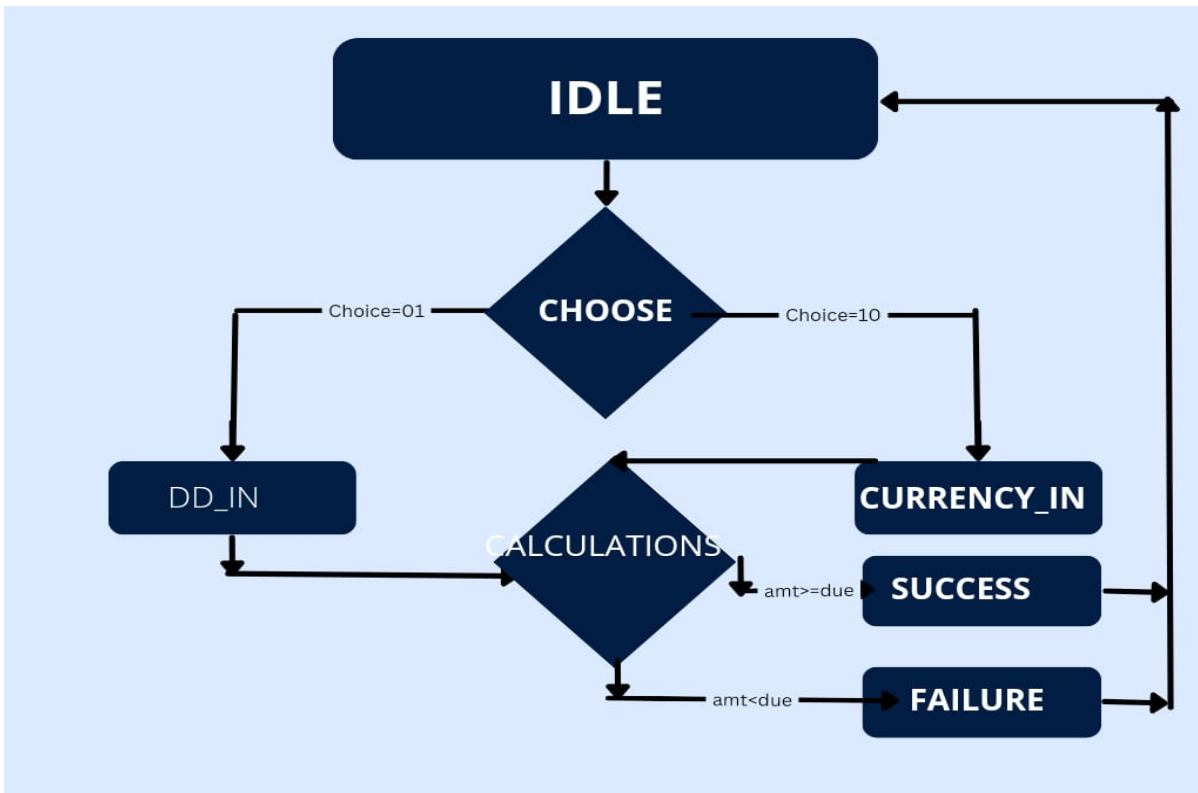 IDLE
CHOOSE
Choice=01
Choice=10
DD_IN
CURRENCY_IN
CALCULATIONS
amt>=due
SUCCESS
amt<due
FAILURE